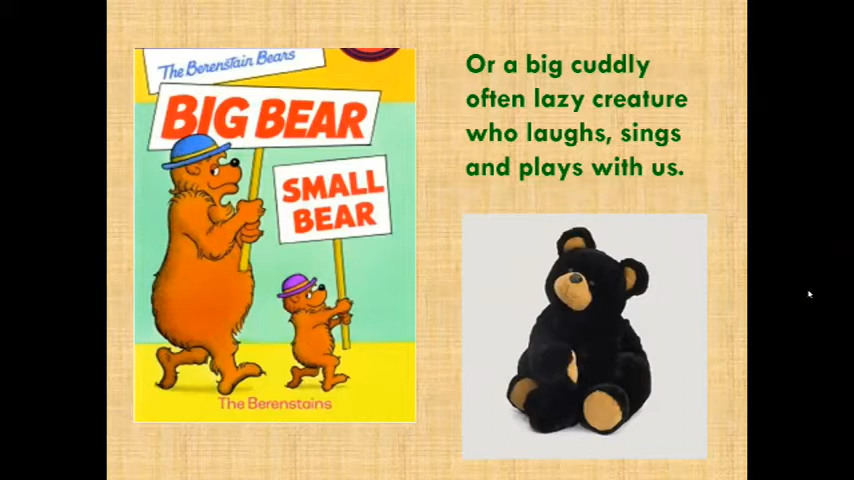 The Berenstain Bears
BIG BEAR
SMALL
BEAR
The Berenstains
Or a big cuddly
often lazy creature
who laughs, sings
and plays with us.